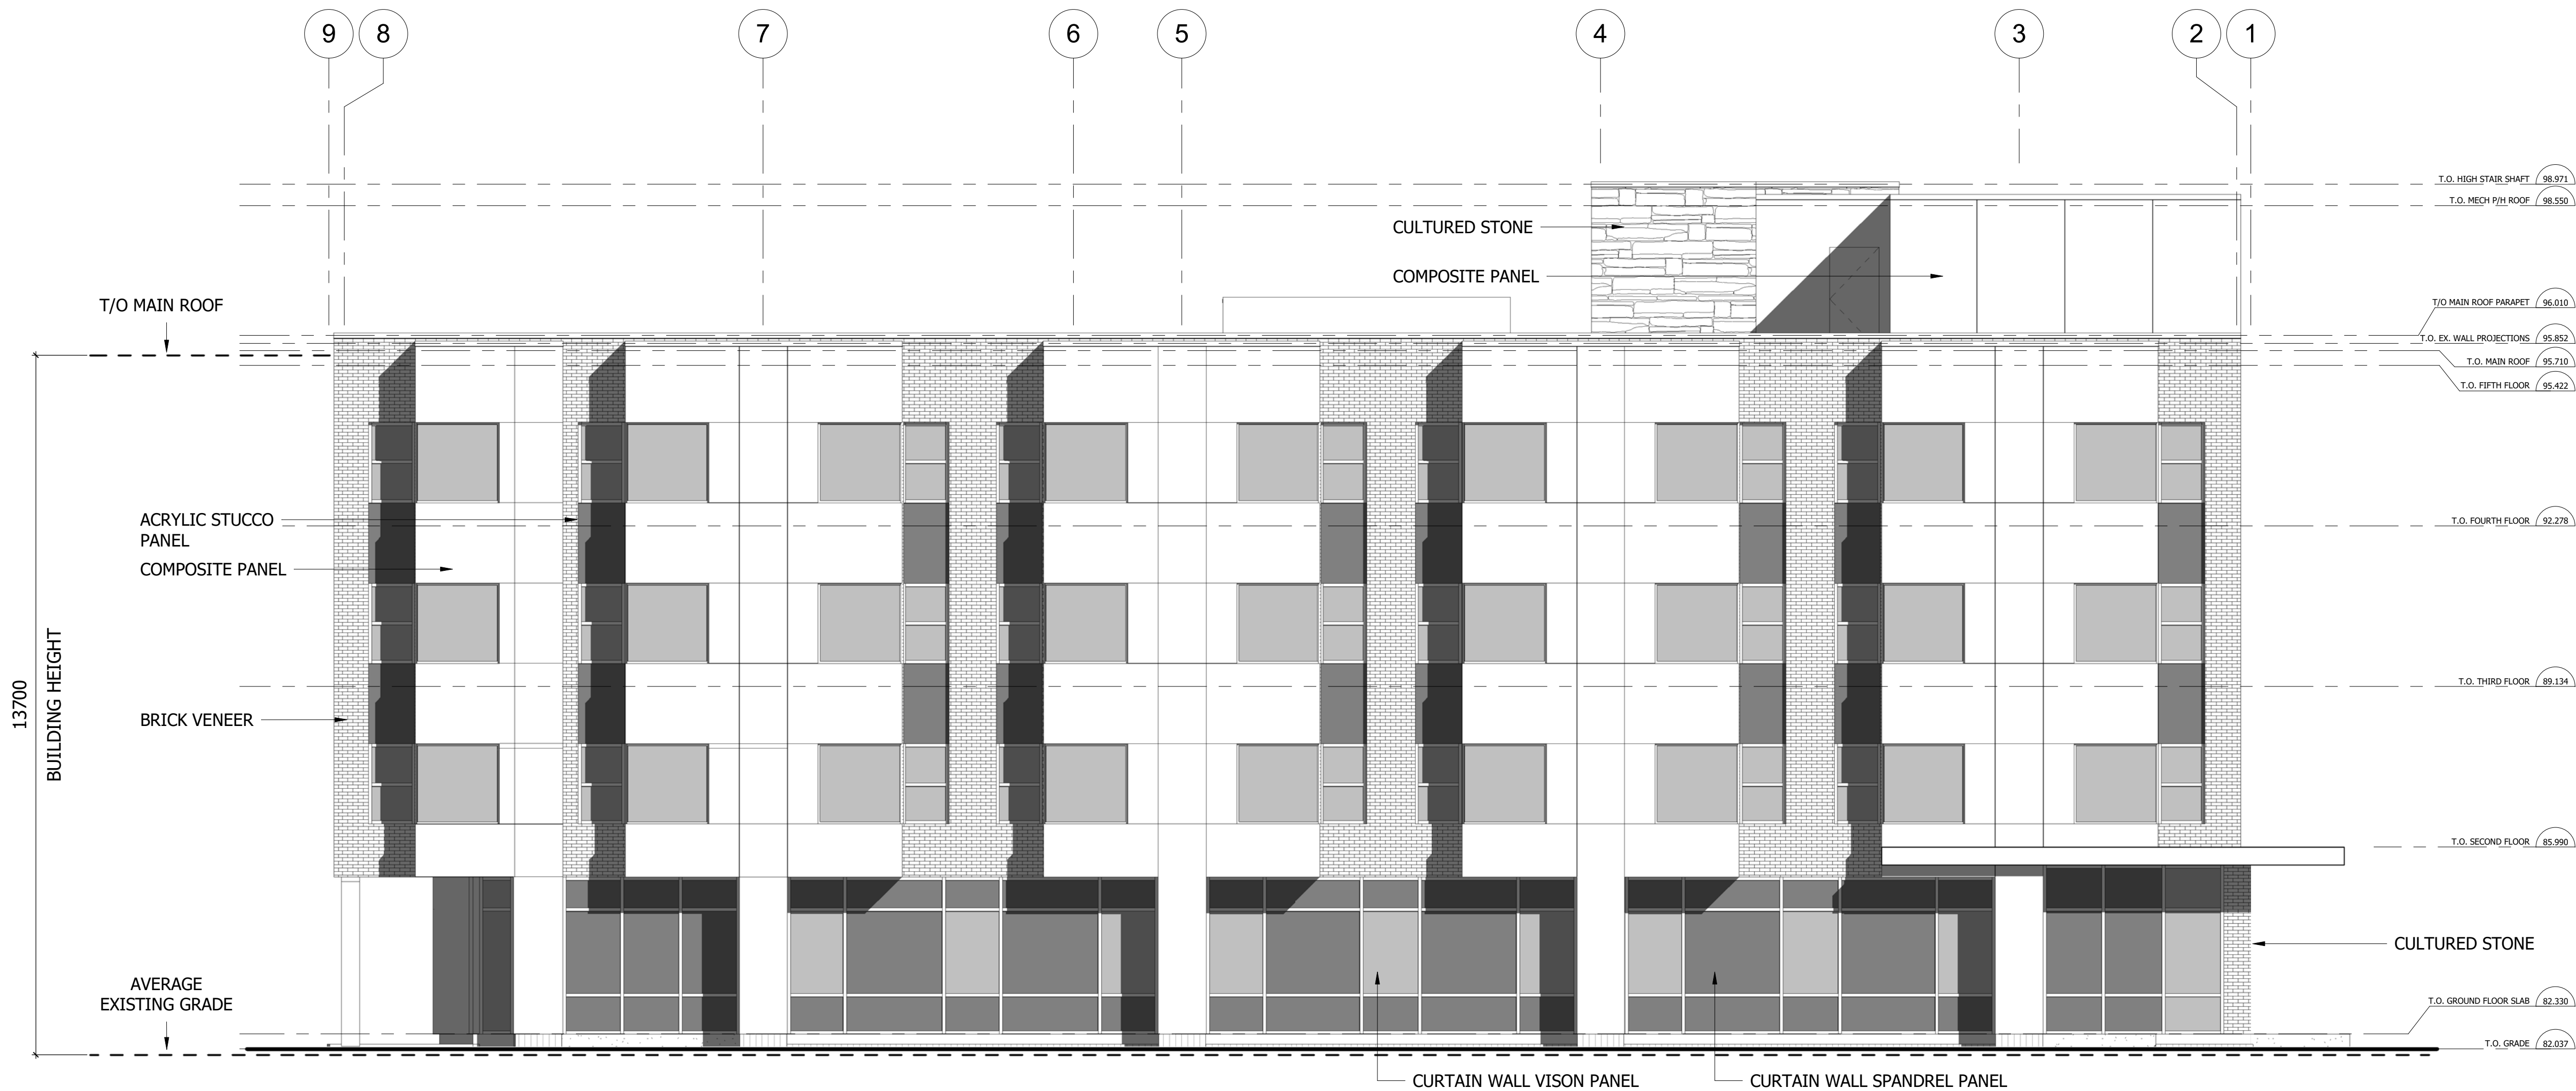 9
8
7
6
5
4
3
2
1
T.O. HIGH STAIR SHAFT 98.971
T.O. MECH P/H ROOF 98.550
CULTURED STONE
COMPOSITE PANEL
T/O MAIN ROOF
T/O MAIN ROOF PARAPET 96.010
T.O. EX. WALL PROJECTIONS 95.852
T.O. MAIN ROOF 95.710
T.O. FIFTH FLOOR 95.422
ACRYLIC STUCCO
PANEL
T.O. FOURTH FLOOR 92.278
COMPOSITE PANEL
13700
BUILDING HEIGHT
T.O. THIRD FLOOR 89.134
BRICK VENEER
T.O. SECOND FLOOR 85.990
CULTURED STONE
AVERAGE
EXISTING GRADE
T.O. GROUND FLOOR SLAB 82.330
T.O. GRADE 82.037
CURTAIN WALL VISON PANEL
CURTAIN WALL SPANDREL PANEL